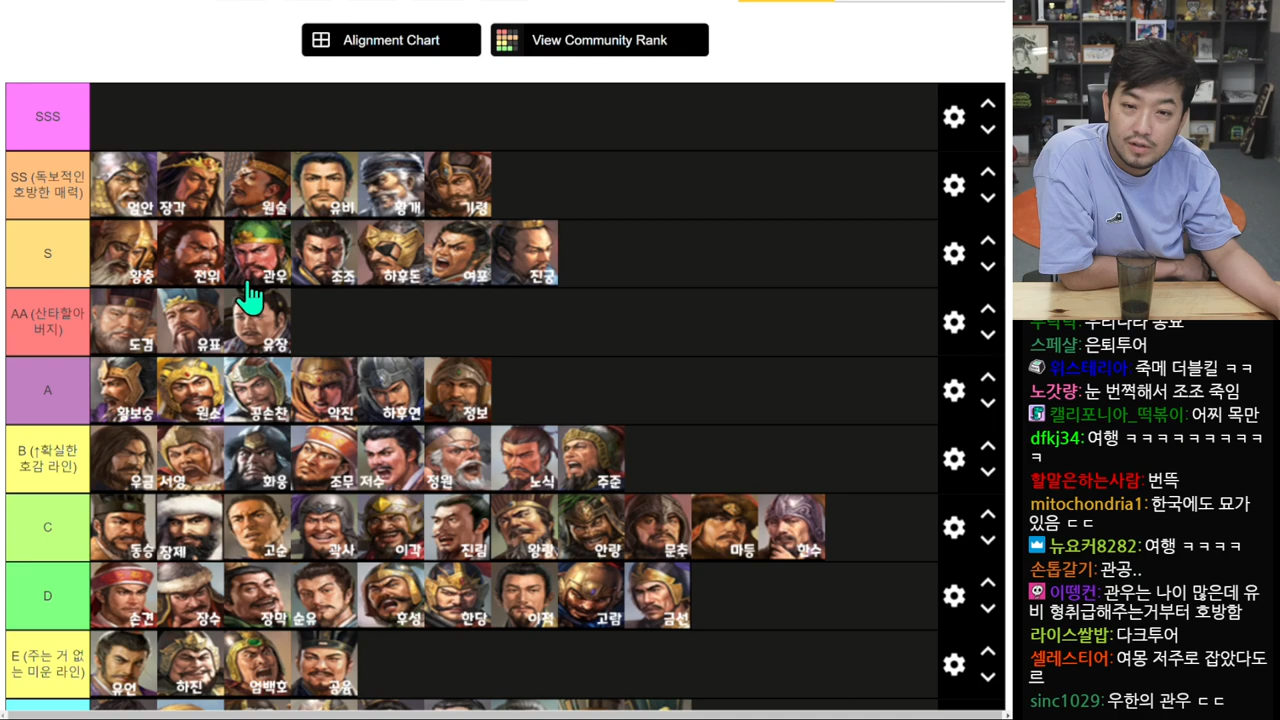 Alignment Chart
View Community Rank
SSS
SS (독보적인
호방한 매력)
엄안 장각 원술 유비 황개 기령
S
황충 전위 관우 조조 하후돈 여포 진궁
AA (산타할아
버지)
도겸 유표 유장
A
황보숭 원소 공손찬 악진 하후연 정보
B (↑확실한
호감 라인)
우금 서영 화웅 조무 저수 정원 노식 주준
C
동승 장제 고순 곽사 이각 진림 왕랑 안량 문추 마등 한수
D
손견 장수 장막 순유 후성 한당 이전 고람 금선
E (주는 거 없
는 미운 라인)
유언 하진 엄백호 공융
스페샬: 은퇴투어
위스테리아: 죽메 더블킬 ㅋㅋ
노갓량: 눈 번쩍해서 조조 죽임
캘리포니아_떡볶이: 어찌 목만
dfkj34: 여행 ㅋㅋㅋㅋㅋㅋㅋㅋㅋ
ㅋ
할말은하는사람: 번뜩
mitochondria1: 한국에도 묘가
있음 ㄷㄷ
뉴요커8282: 여행 ㅋㅋㅋㅋ
손톱갈기: 관공..
이뗑컨: 관우는 나이 많은데 유
비 형취급해주는거부터 호방함
라이스쌀밥: 다크투어
셀레스티어: 여몽 저주로 잡았다도
르
sinc1029: 우한의 관우 ㄷㄷ